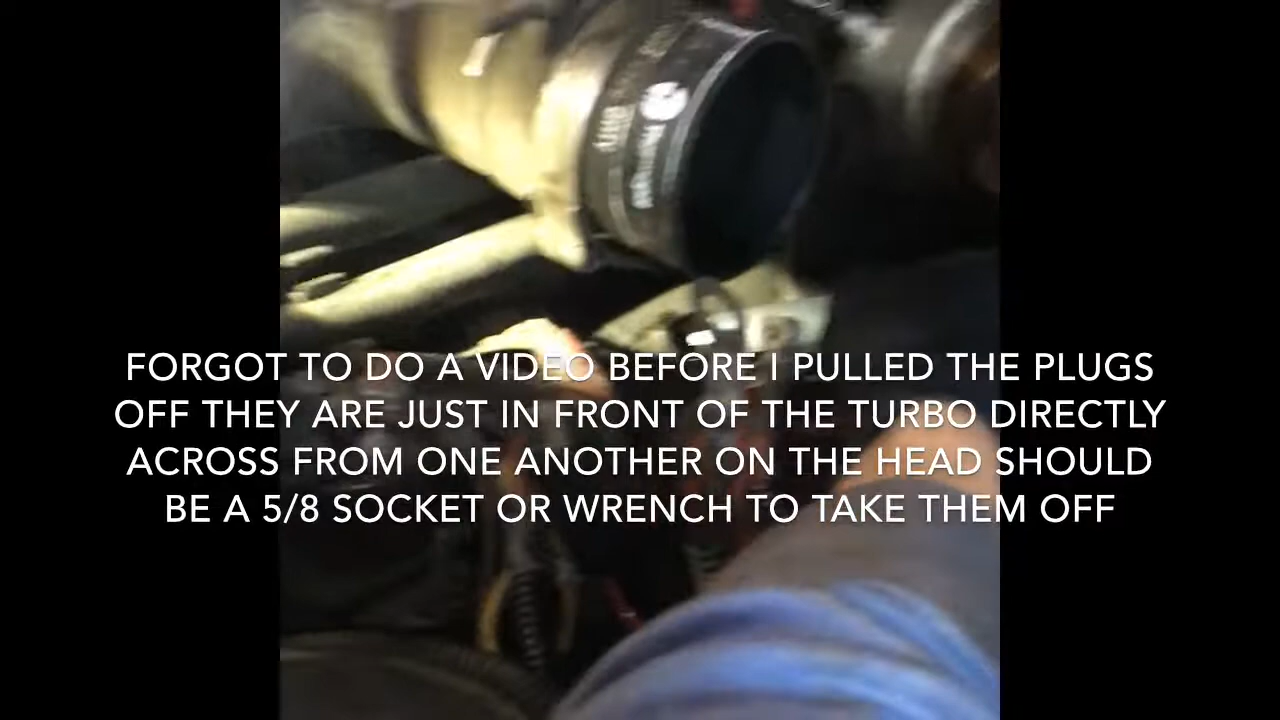 FORGOT TO DO A VIDEO BEFORE I PULLED THE PLUGS
OFF THEY ARE JUST IN FRONT OF THE TURBO DIRECTLY
ACROSS FROM ONE ANOTHER ON THE HEAD SHOULD
BE A 5/8 SOCKET OR WRENCH TO TAKE THEM OFF